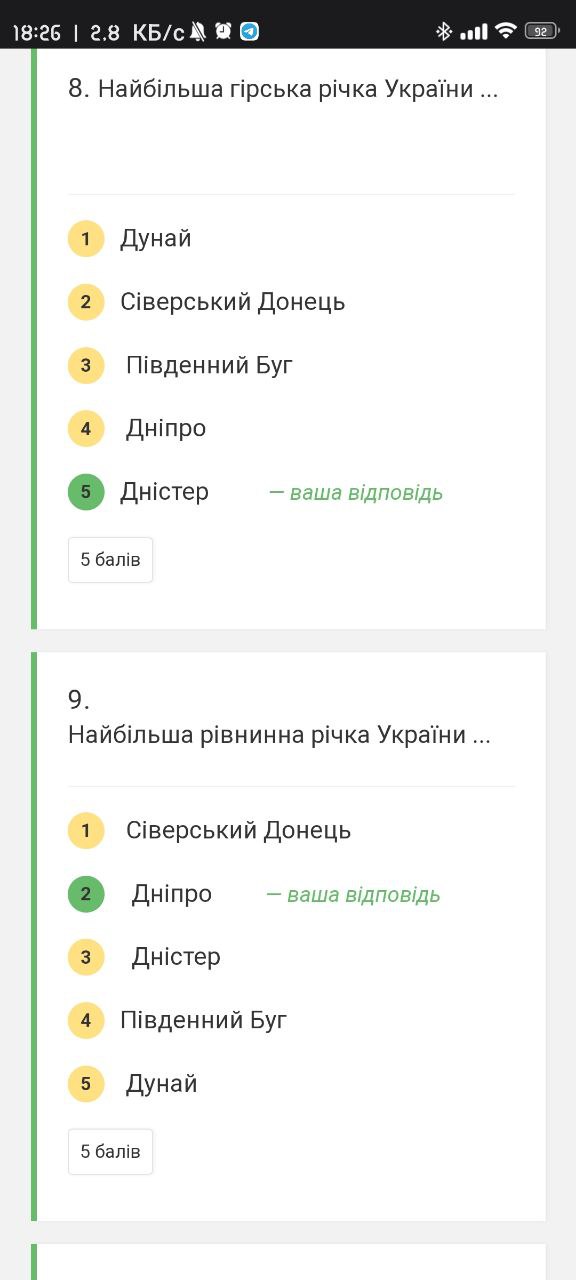 18:26 | 2.8 КБ/с 92
8. Найбільша гірська річка України ...
1 Дунай
2 Сіверський Донець
3 Південний Буг
4 Дніпро
5 Дністер – ваша відповідь
5 балів
9.
Найбільша рівнинна річка України ...
1 Сіверський Донець
2 Дніпро – ваша відповідь
3 Дністер
4 Південний Буг
5 Дунай
5 балів